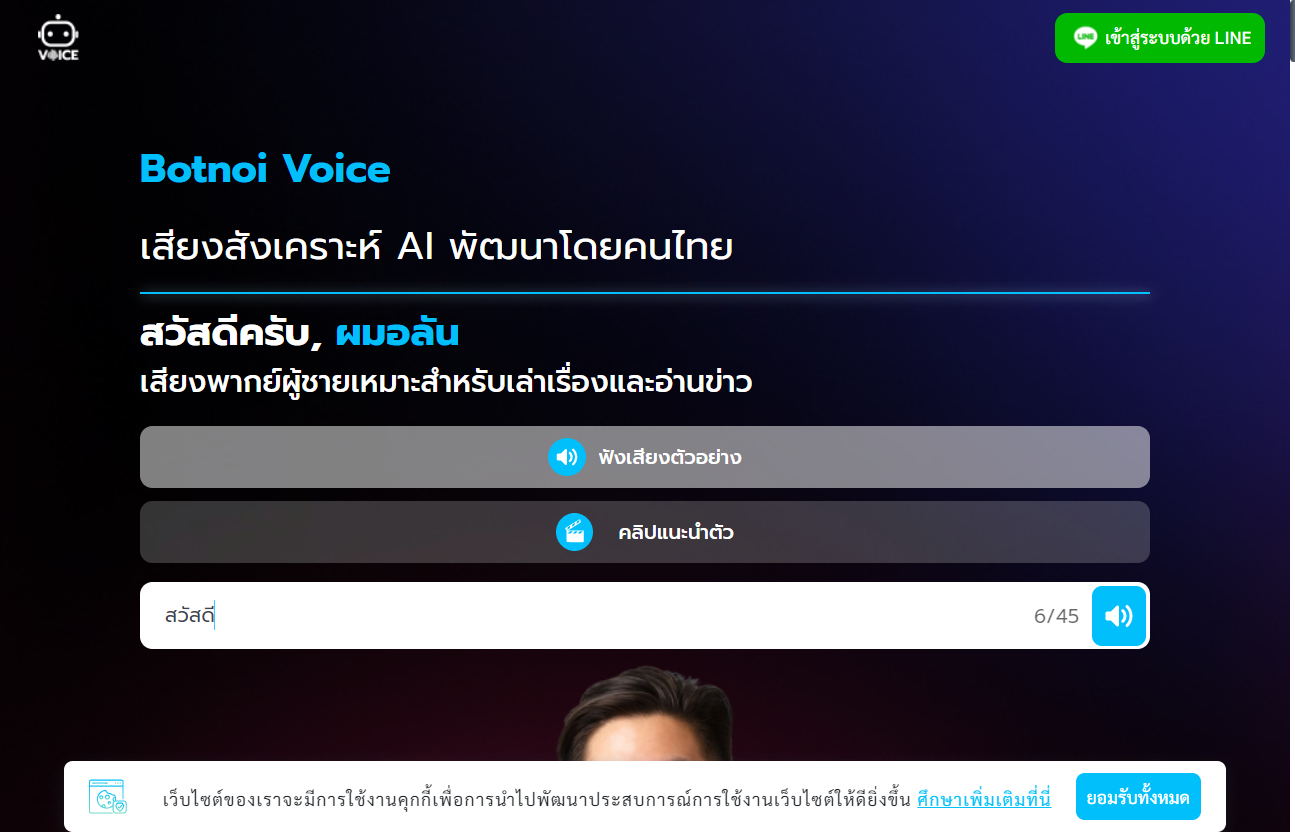 VOICE
LINE เข้าสู่ระบบด้วย LINE
Botnoi Voice
เสียงสังเคราะห์ AI พัฒนาโดยคนไทย
สวัสดีครับ, ผมอลัน
เสียงพากย์ผู้ชายเหมาะสำหรับเล่าเรื่องและอ่านข่าว
ฟังเสียงตัวอย่าง
คลิปแนะนำตัว
สวัสดี 6/45
เว็บไซต์ของเราจะมีการใช้งานคุกกี้เพื่อการนำไปพัฒนาประสบการณ์การใช้งานเว็บไซต์ให้ดียิ่งขึ้น ศึกษาเพิ่มเติมที่นี่ ยอมรับทั้งหมด